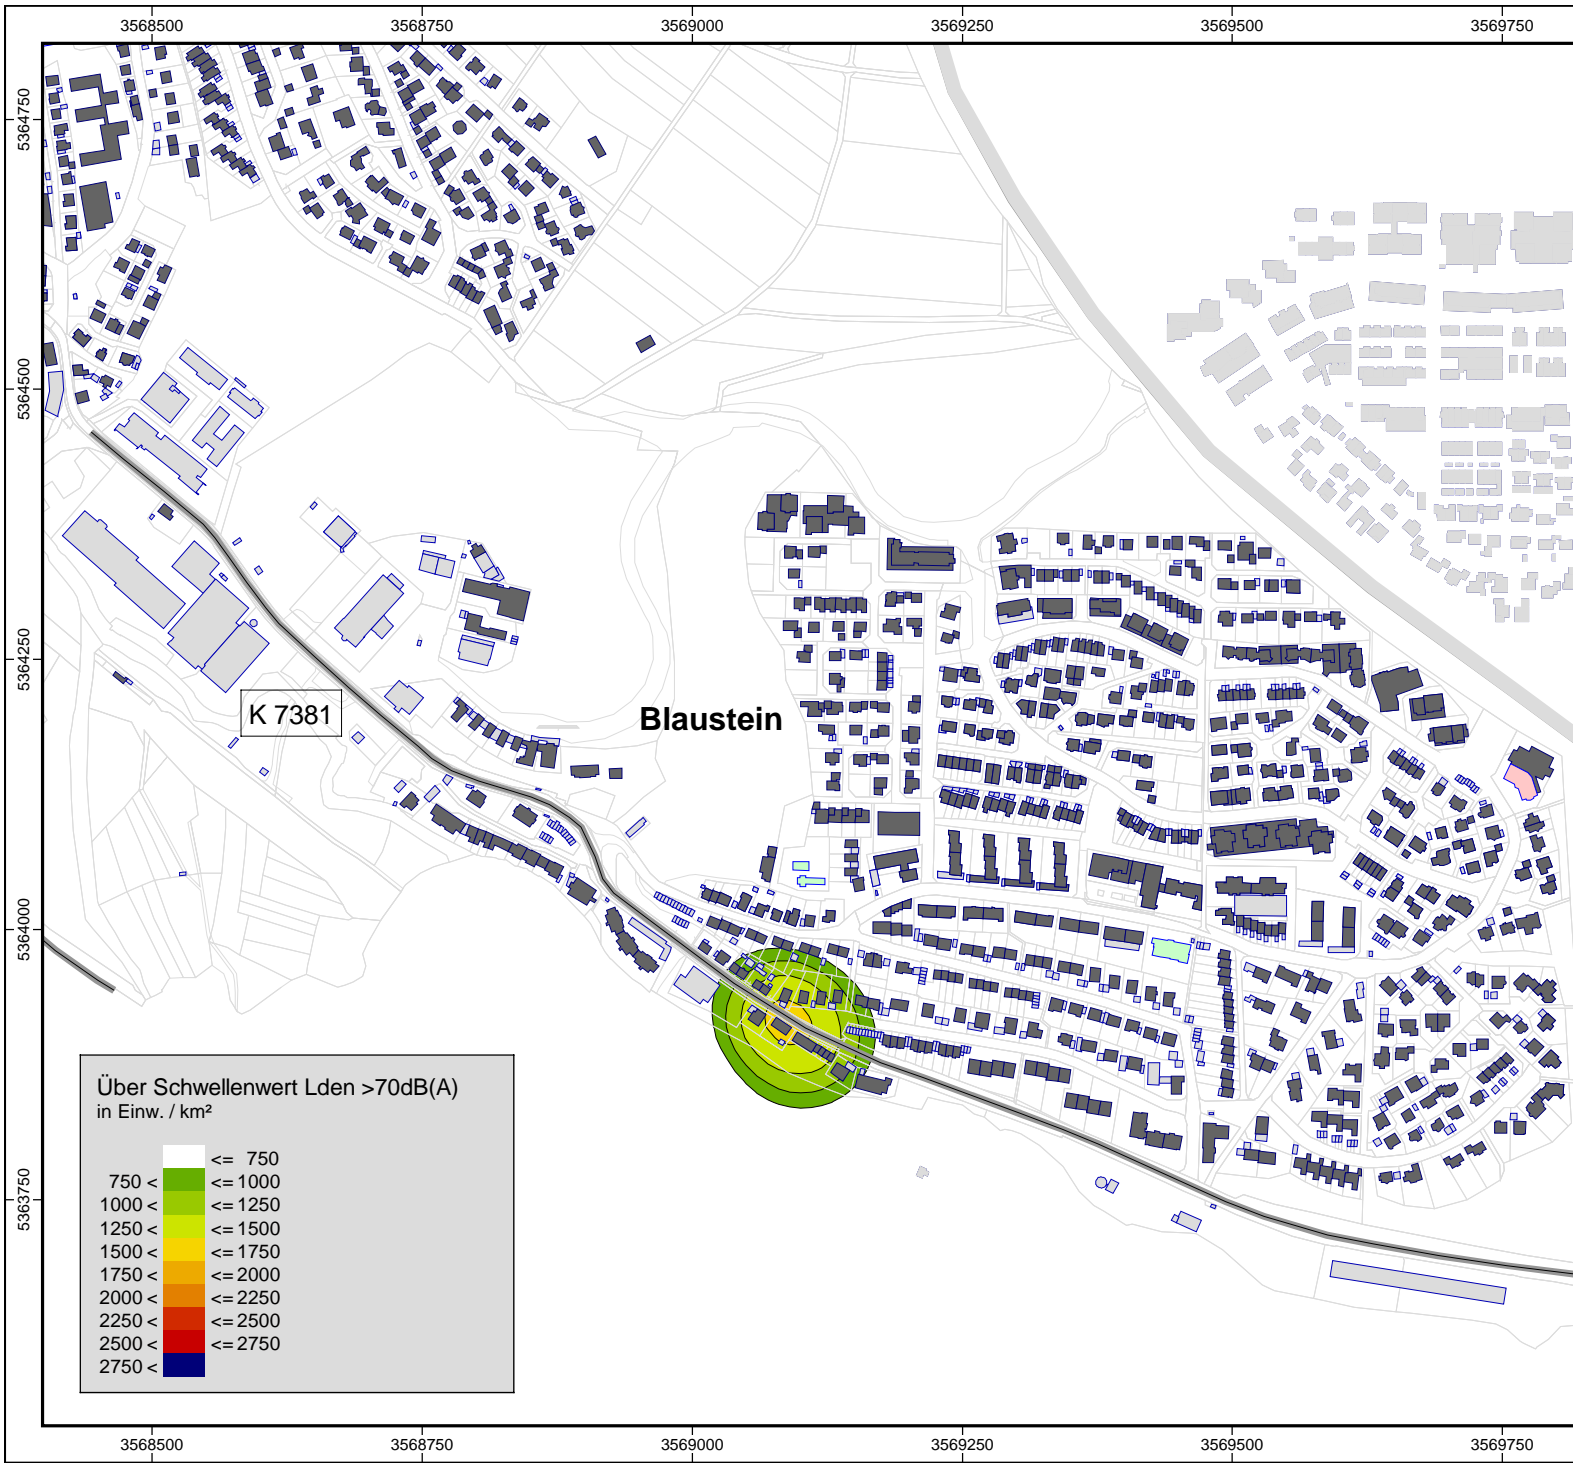 3568500 3568750 3569000 3569250 3569500 3569750
5364750
5364500
5364250
5364000
5363750
K 7381
Blaustein
Über Schwellenwert Lden >70dB(A)
in Einw. / km²
<= 750
750 < <= 1000
1000 < <= 1250
1250 < <= 1500
1500 < <= 1750
1750 < <= 2000
2000 < <= 2250
2250 < <= 2500
2500 < <= 2750
2750 <
3568500 3568750 3569000 3569250 3569500 3569750